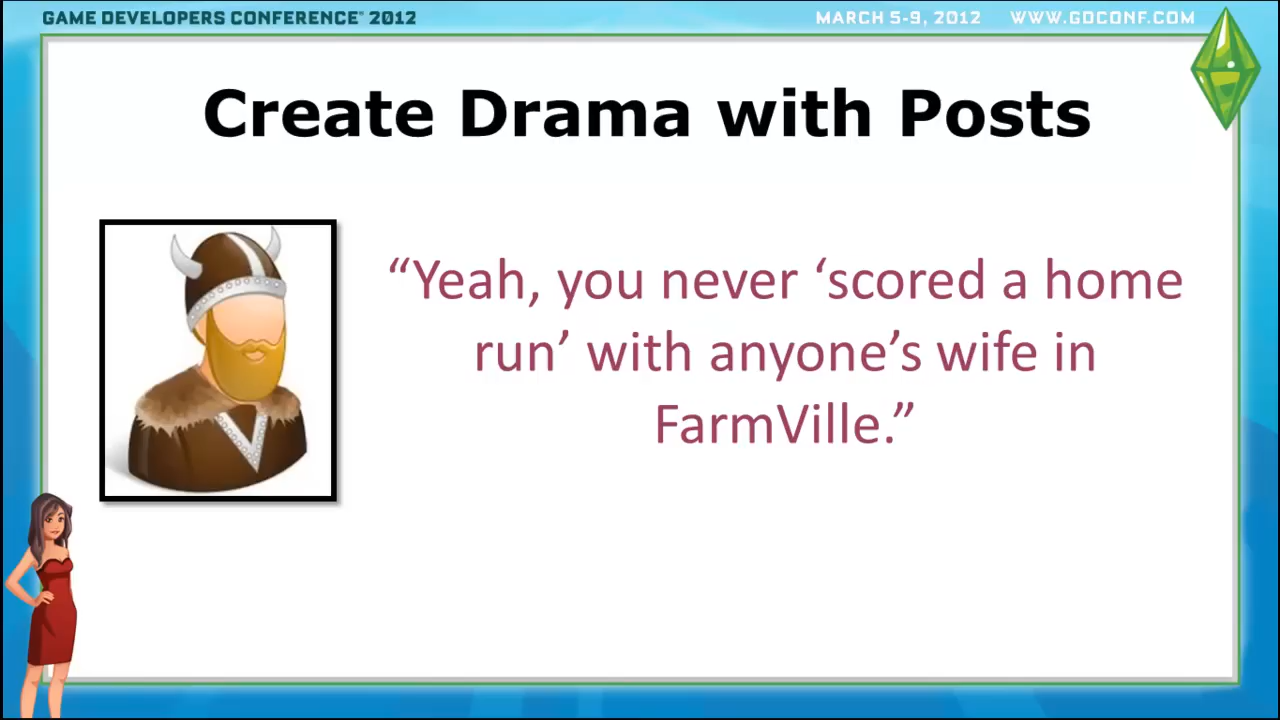 GAME DEVELOPERS CONFERENCE® 2012
MARCH 5-9, 2012 WWW.GDCONF.COM
Create Drama with Posts
“Yeah, you never ‘scored a home
run’ with anyone’s wife in
FarmVille.”